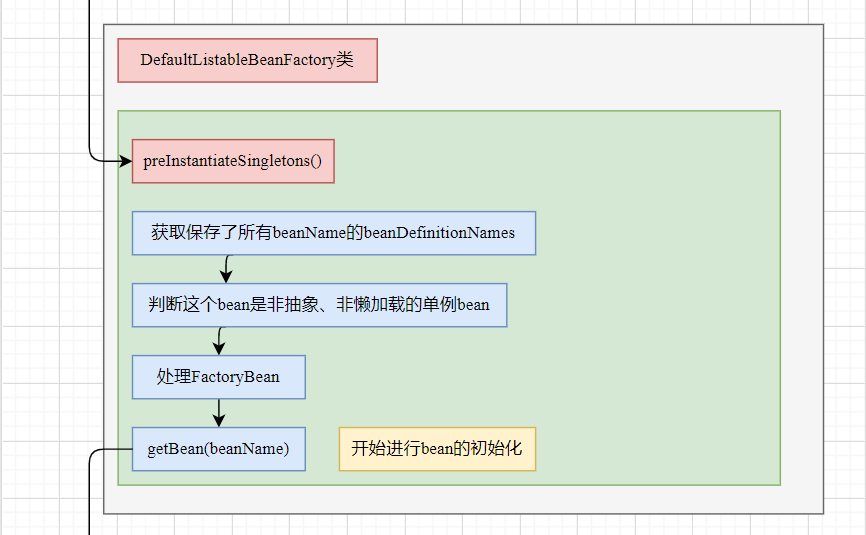 DefaultListableBeanFactory类
preInstantiateSingletons()
获取保存了所有beanName的beanDefinitionNames
判断这个bean是非抽象、非懒加载的单例bean
处理FactoryBean
getBean(beanName)
开始进行bean的初始化